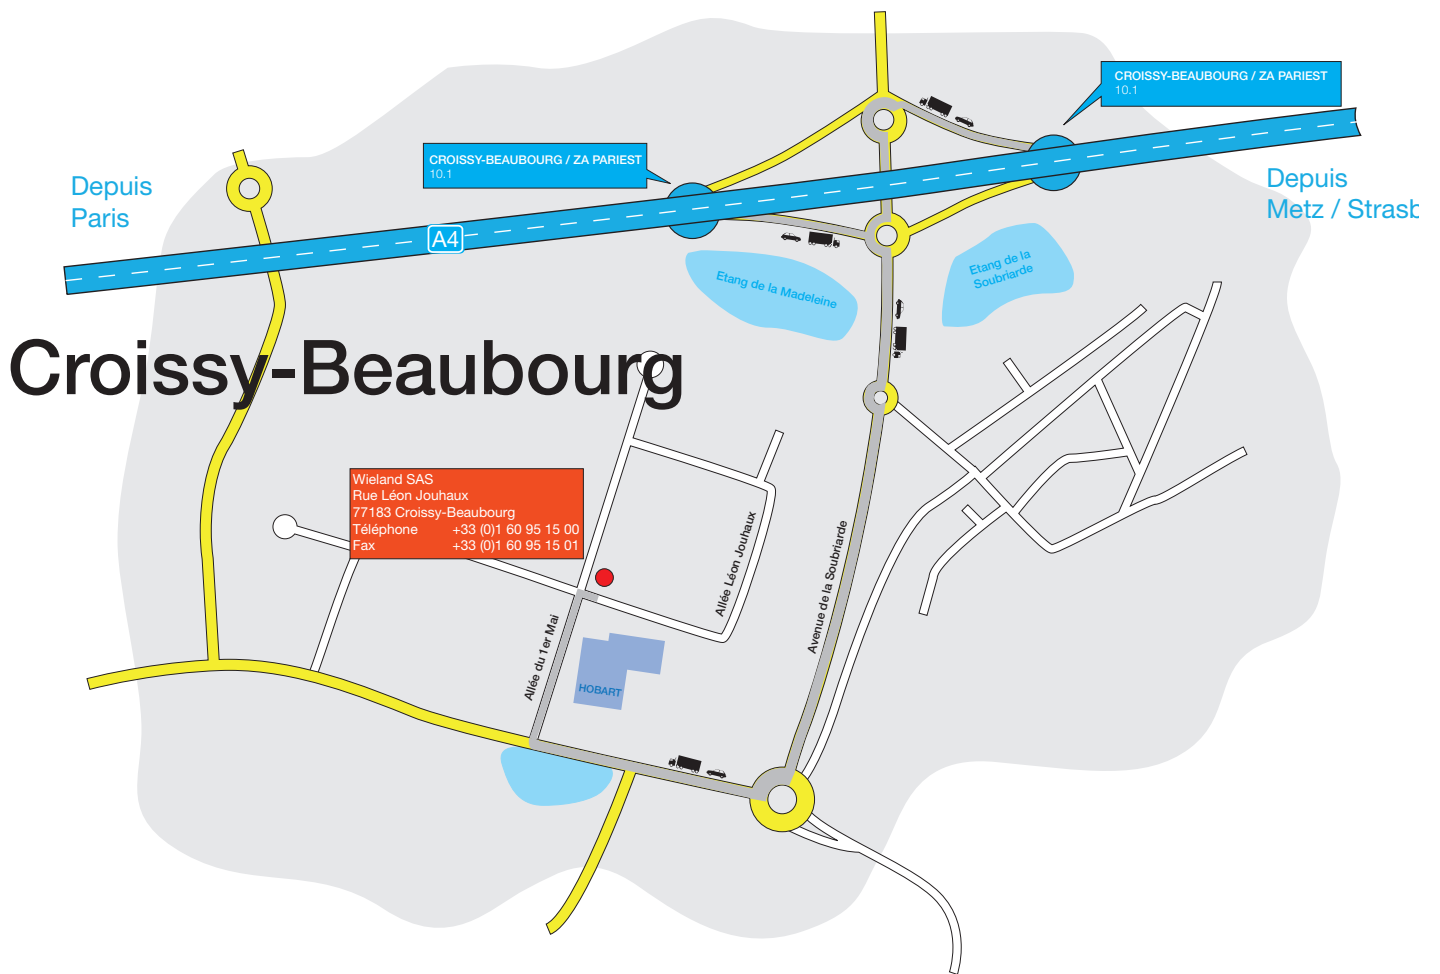 CROISSY-BEAUBOURG / ZA PARIEST
10.1
CROISSY-BEAUBOURG / ZA PARIEST
10.1
Depuis
Paris
Depuis
Metz / Strasb
A4
Etang de la Madeleine
Etang de la
Soubriarde
Croissy-Beaubourg
Wieland SAS
Rue Léon Jouhaux
77183 Croissy-Beaubourg
Téléphone +33 (0)1 60 95 15 00
Fax +33 (0)1 60 95 15 01
Allée Léon Jouhaux
Avenue de la Soubriarde
Allée du 1er Mai
HOBART